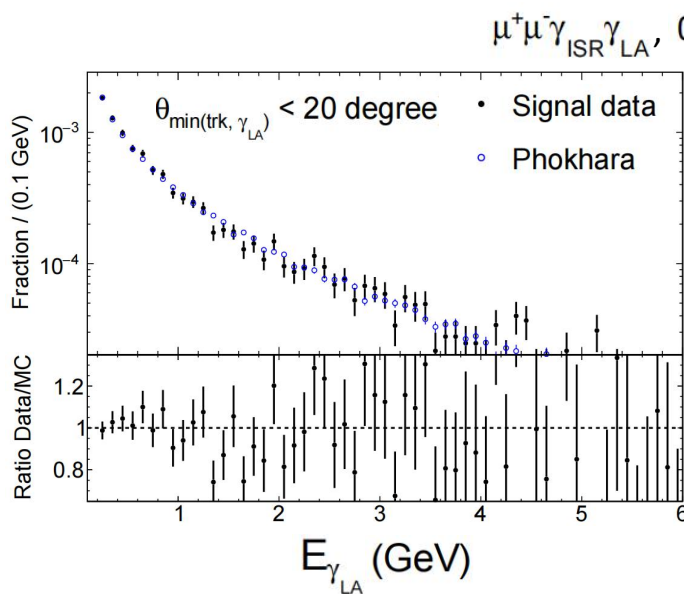 μ⁺μ⁻γ_ISR γ_LA,
θ_min(trk, γ_LA) < 20 degree
Signal data
Phokhara
Fraction / (0.1 GeV)
10⁻³
10⁻⁴
Ratio Data/MC
1.2
1
0.8
1 2 3 4 5 6
E_γ_LA (GeV)